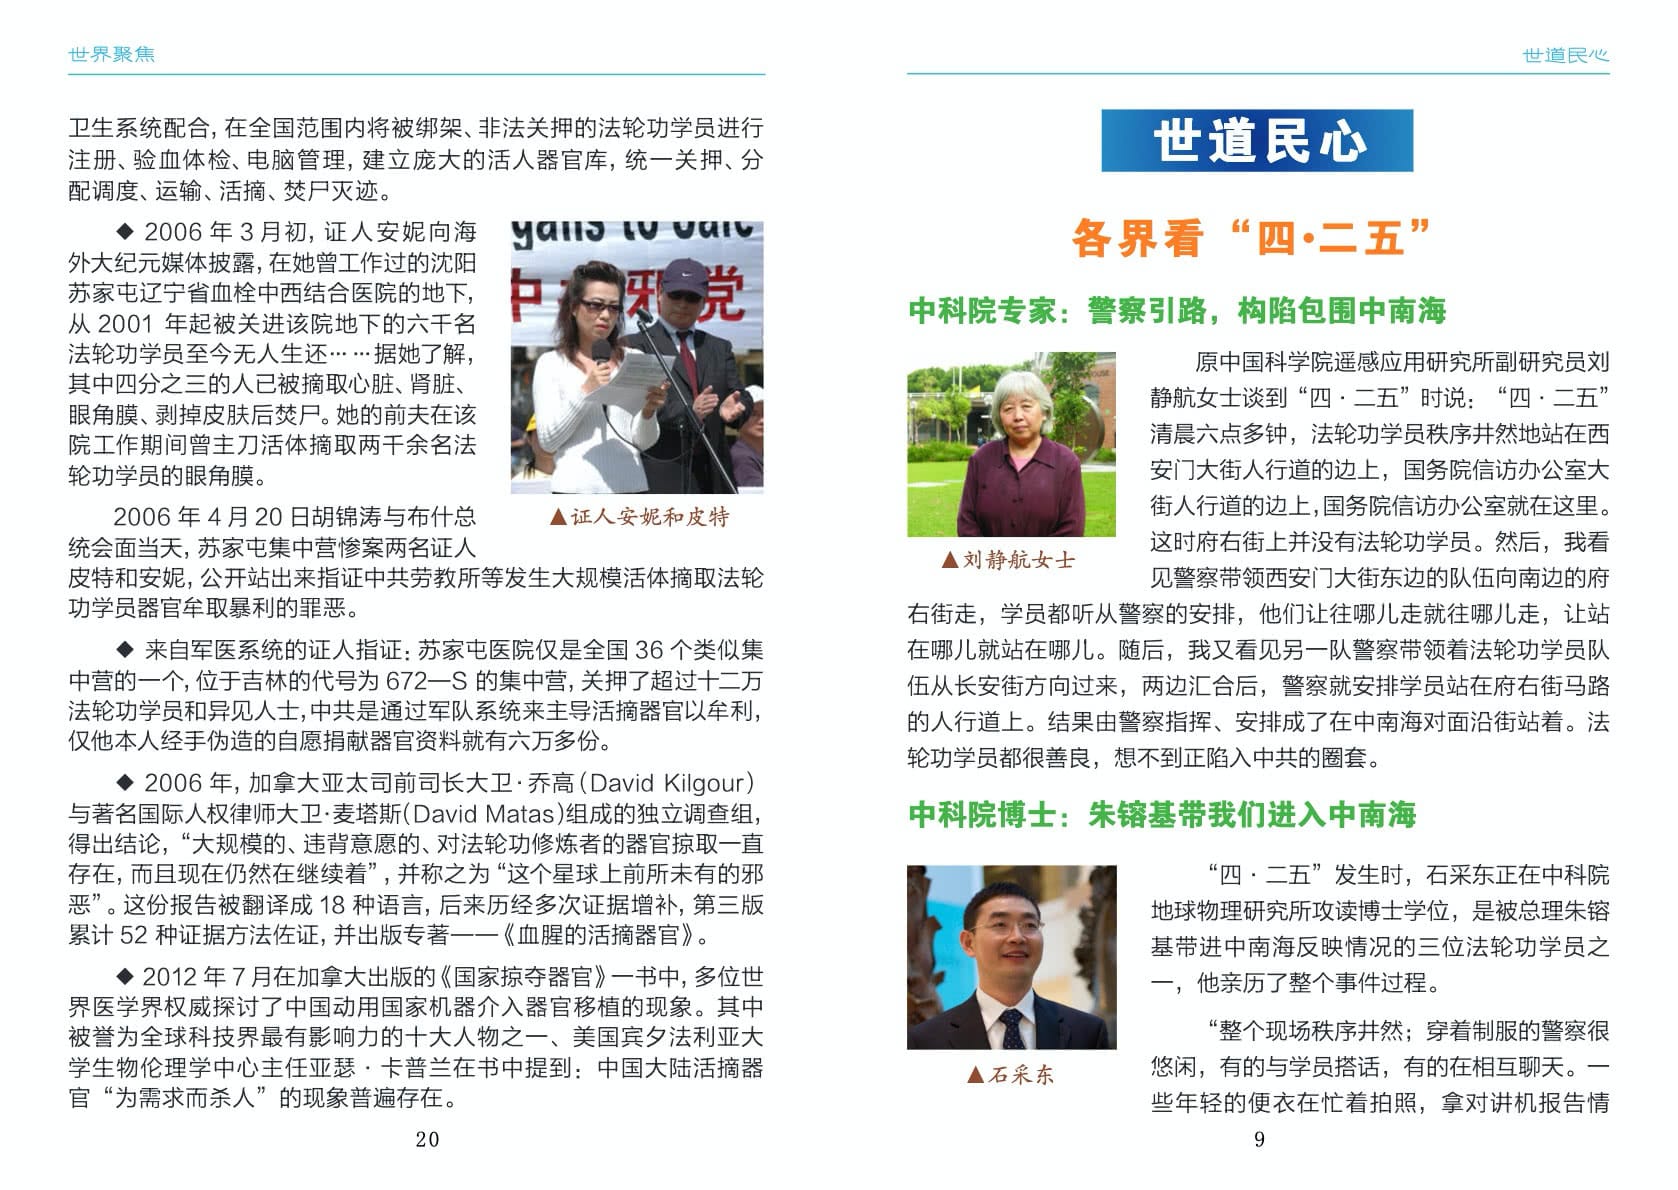 世界聚焦
卫生系统配合，在全国范围内将被绑架、非法关押的法轮功学员进行
注册、验血体检、电脑管理，建立庞大的活人器官库，统一关押、分
配调度、运输、活摘、焚尸灭迹。
◆ 2006 年 3 月初，证人安妮向海
外大纪元媒体披露，在她曾工作过的沈阳
苏家屯辽宁省血栓中西结合医院的地下，
从 2001 年起被关进该院地下的六千名
法轮功学员至今无人生还……据她了解，
其中四分之三的人已被摘取心脏、肾脏、
眼角膜、剥掉皮肤后焚尸。她的前夫在该
院工作期间曾主刀活体摘取两千余名法
轮功学员的眼角膜。
gans to Sale
中共邪党
▲证人安妮和皮特
2006 年 4 月 20 日胡锦涛与布什总
统会面当天，苏家屯集中营惨案两名证人
皮特和安妮，公开站出来指证中共劳教所等发生大规模活体摘取法轮
功学员器官牟取暴利的罪恶。
◆ 来自军医系统的证人指证：苏家屯医院仅是全国 36 个类似集
中营的一个，位于吉林的代号为 672—S 的集中营，关押了超过十二万
法轮功学员和异见人士，中共是通过军队系统来主导活摘器官以牟利，
仅他本人经手伪造的自愿捐献器官资料就有六万多份。
◆ 2006 年，加拿大亚太司前司长大卫·乔高（David Kilgour）
与著名国际人权律师大卫·麦塔斯（David Matas）组成的独立调查组，
得出结论，“大规模的、违背意愿的、对法轮功修炼者的器官掠取一直
存在，而且现在仍然在继续着”，并称之为“这个星球上前所未有的邪
恶”。这份报告被翻译成 18 种语言，后来历经多次证据增补，第三版
累计 52 种证据方法佐证，并出版专著——《血腥的活摘器官》。
◆ 2012 年 7 月在加拿大出版的《国家掠夺器官》一书中，多位世
界医学界权威探讨了中国动用国家机器介入器官移植的现象。其中
被誉为全球科技界最有影响力的十大人物之一、美国宾夕法利亚大
学生物伦理学中心主任亚瑟·卡普兰在书中提到：中国大陆活摘器
官“为需求而杀人”的现象普遍存在。
20
世道民心
世道民心
各界看“四·二五”
中科院专家：警察引路，构陷包围中南海
原中国科学院遥感应用研究所副研究员刘
静航女士谈到“四·二五”时说：“四·二五”
清晨六点多钟，法轮功学员秩序井然地站在西
安门大街人行道的边上，国务院信访办公室大
街人行道的边上，国务院信访办公室就在这里。
这时府右街上并没有法轮功学员。然后，我看
▲刘静航女士
见警察带领西安门大街东边的队伍向南边的府
右街走，学员都听从警察的安排，他们让往哪儿走就往哪儿走，让站
在哪儿就站在哪儿。随后，我又看见另一队警察带领着法轮功学员队
伍从长安街方向过来，两边汇合后，警察就安排学员站在府右街马路
的人行道上。结果由警察指挥、安排成了在中南海对面沿街站着。法
轮功学员都很善良，想不到正陷入中共的圈套。
中科院博士：朱镕基带我们进入中南海
“四·二五”发生时，石采东正在中科院
地球物理研究所攻读博士学位，是被总理朱镕
基带进中南海反映情况的三位法轮功学员之
一，他亲历了整个事件过程。
“整个现场秩序井然；穿着制服的警察很
悠闲，有的与学员搭话，有的在相互聊天。一
些年轻的便衣在忙着拍照，拿对讲机报告情
▲石采东
9